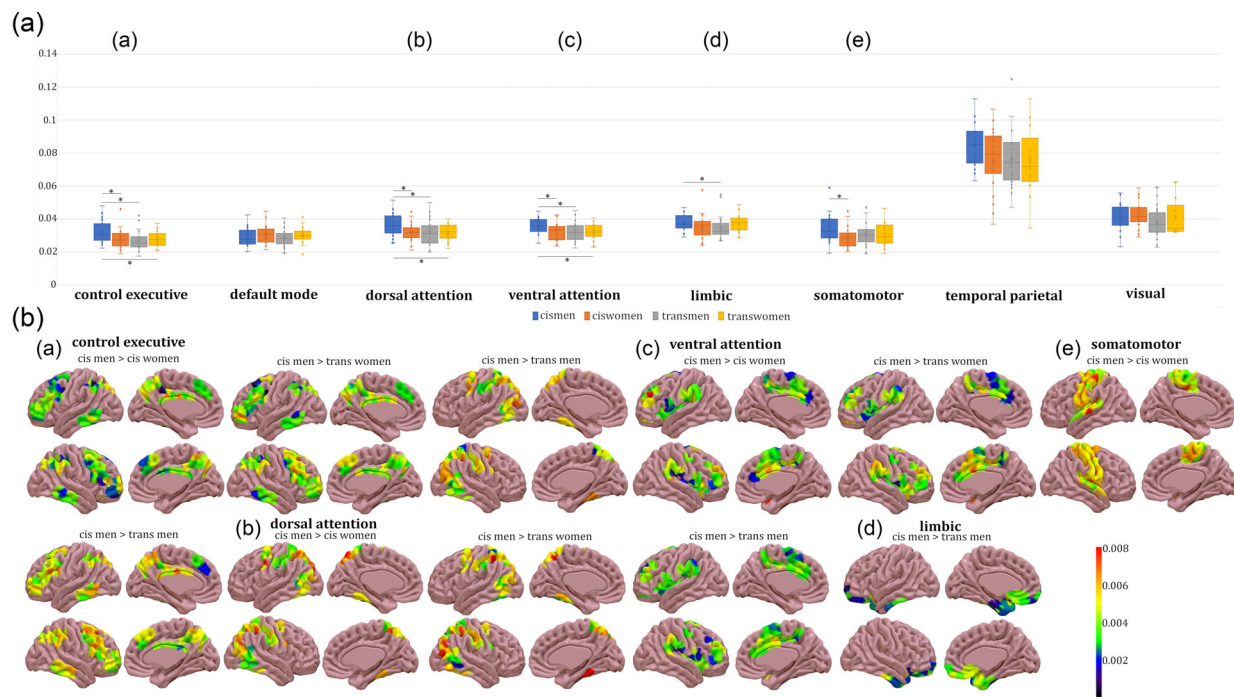 (a)
(a) (b) (c) (d) (e)
0.14
0.12
0.1
0.08
0.06
0.04
0.02
0
* * * * * * * * * * *
control executive default mode dorsal attention ventral attention limbic somatomotor temporal parietal visual
cismen ciswomen transmen transwomen
(b)
(a) control executive
cis men > cis women cis men > trans women cis men > trans men
(c) ventral attention
cis men > cis women cis men > trans women
(e) somatomotor
cis men > cis women
cis men > trans men
(b) dorsal attention
cis men > cis women cis men > trans women cis men > trans men
(d) limbic
cis men > trans men
0.008
0.006
0.004
0.002